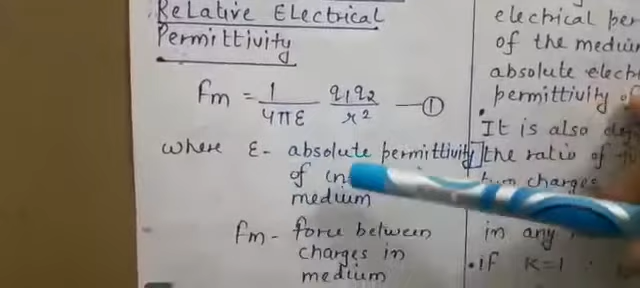 Relative Electrical
Permittivity
Fm = 1/4πε q1q2/r² — ①
where ε - absolute permittivity
of
medium
Fm - force between
charges in
medium
electrical
of the
absolute
permittivity
It is also
the ratio of
charges
in any
• if K=1